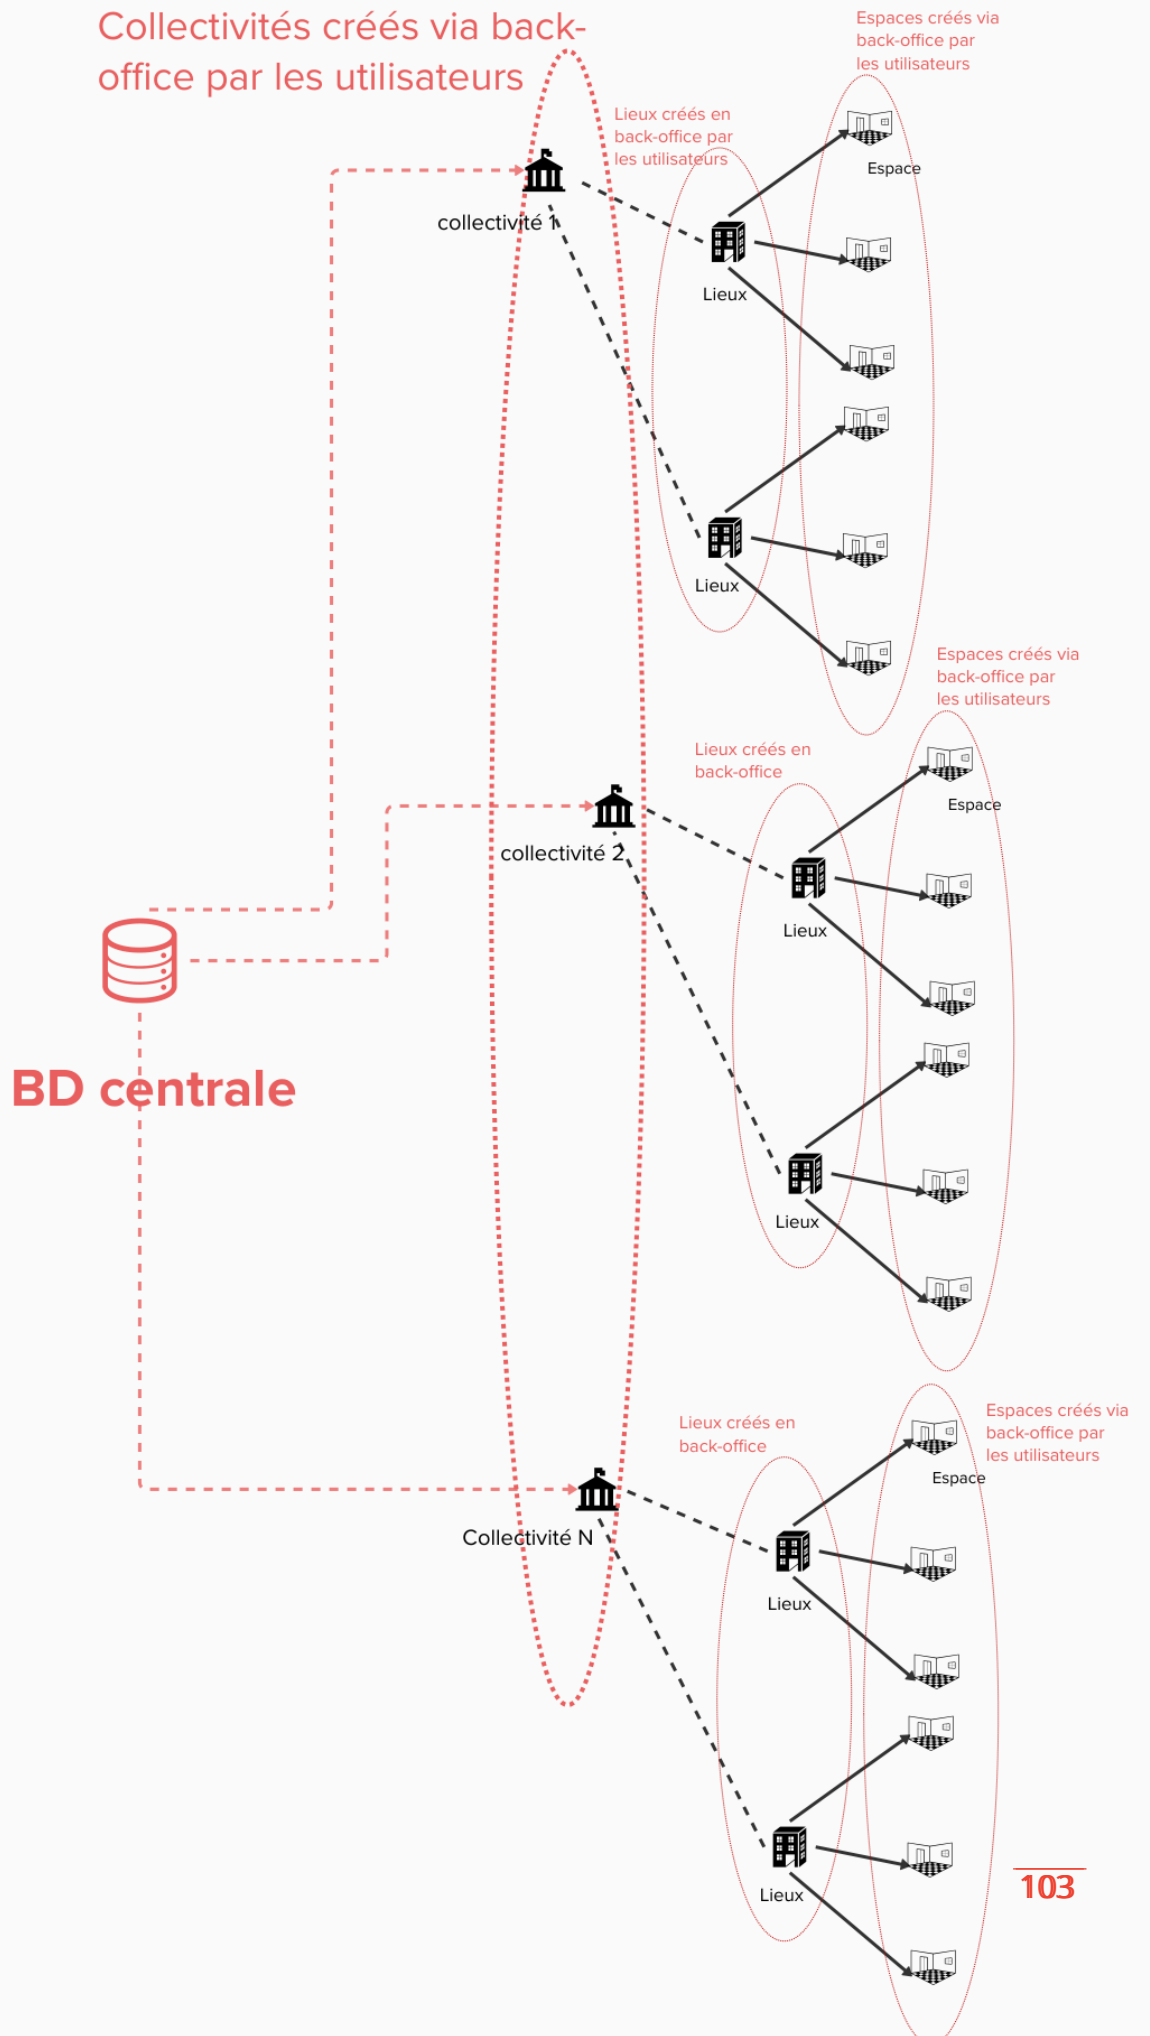 Collectivités créés via back-
office par les utilisateurs
Espaces créés via
back-office par
les utilisateurs
Lieux créés en
back-office par
les utilisateurs
Espace
collectivité 1
Lieux
Lieux
Espaces créés via
back-office par
les utilisateurs
Lieux créés en
back-office
Espace
collectivité 2
Lieux
BD centrale
Lieux
Espaces créés via
back-office par
les utilisateurs
Lieux créés en
back-office
Espace
Collectivité N
Lieux
Lieux
103